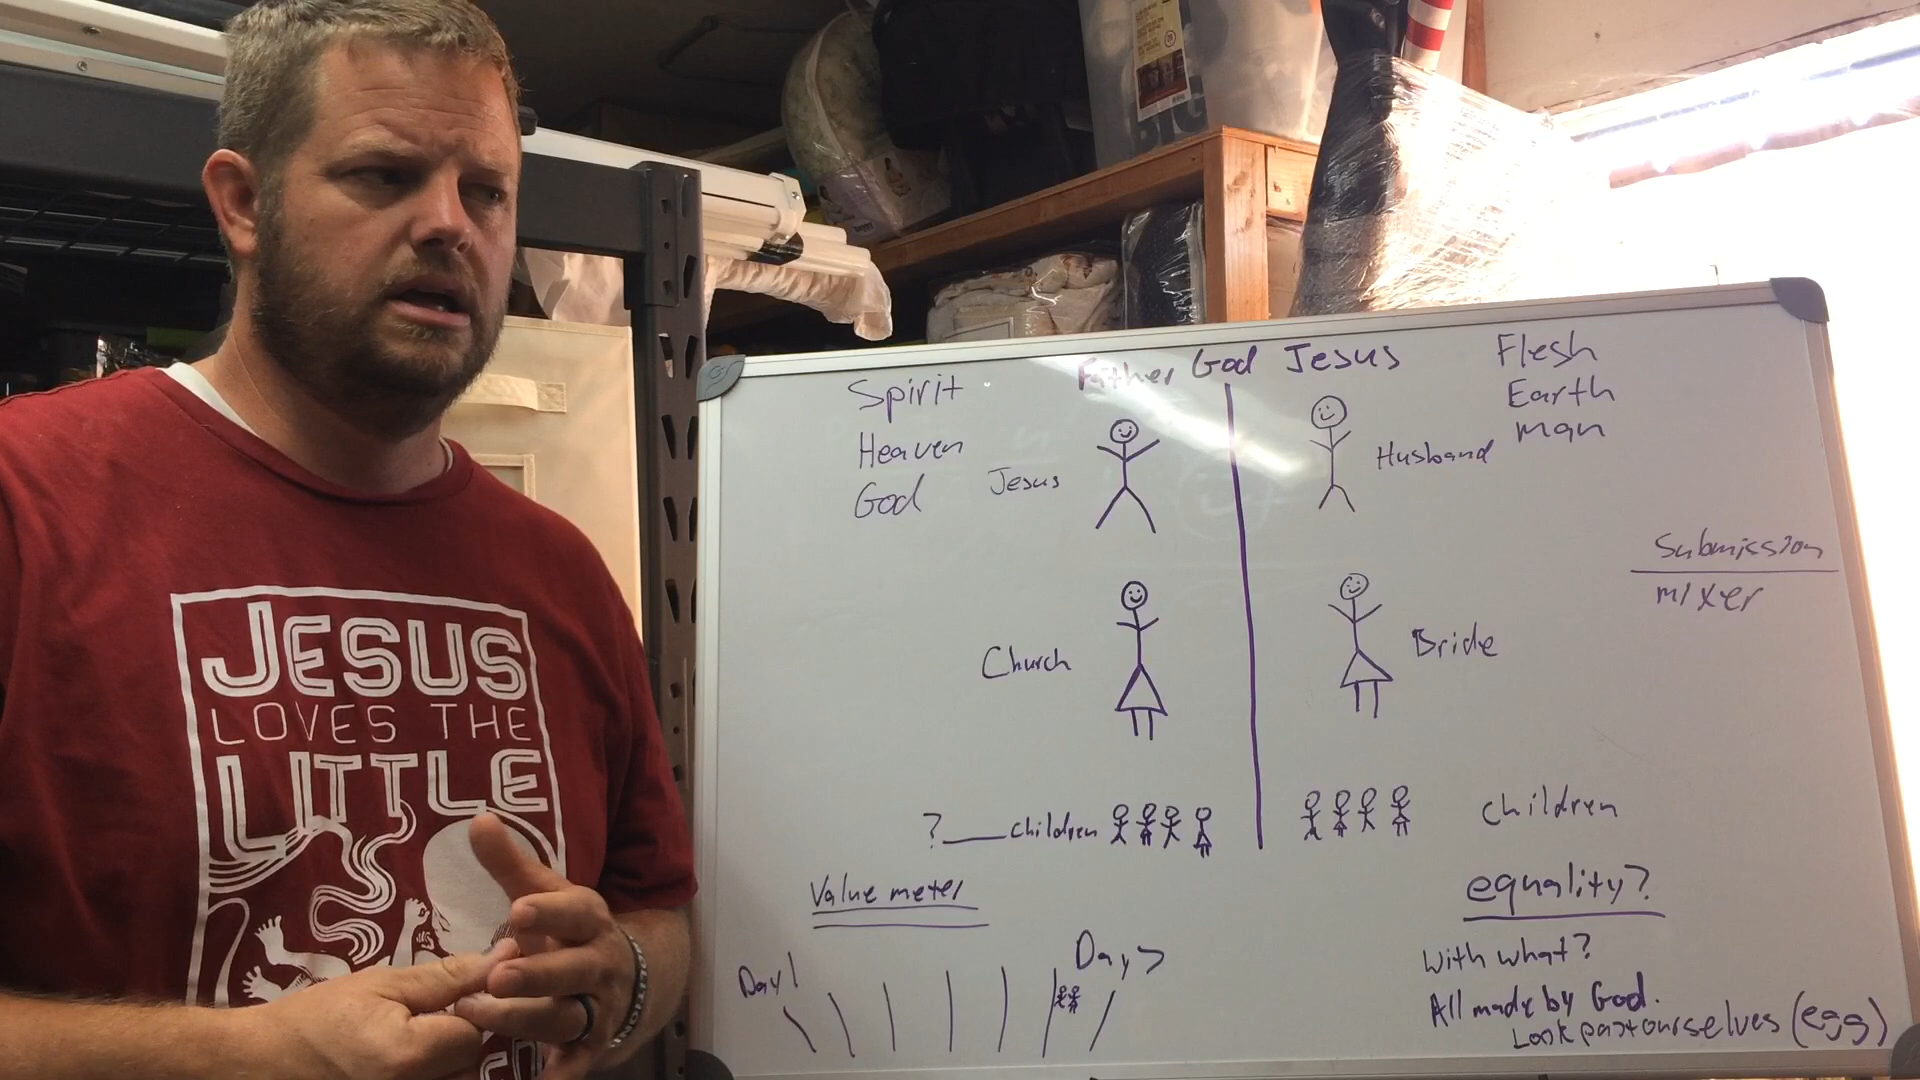 JESUS
LOVES THE
LITTLE
Father God Jesus
Spirit
Heaven
God
Jesus
Flesh
Earth
man
Husband
Submission
mixer
Church
Bride
? children
children
Value meter
Day 1
Day 7
equality?
With what?
All made by God.
Look past ourselves (egg)